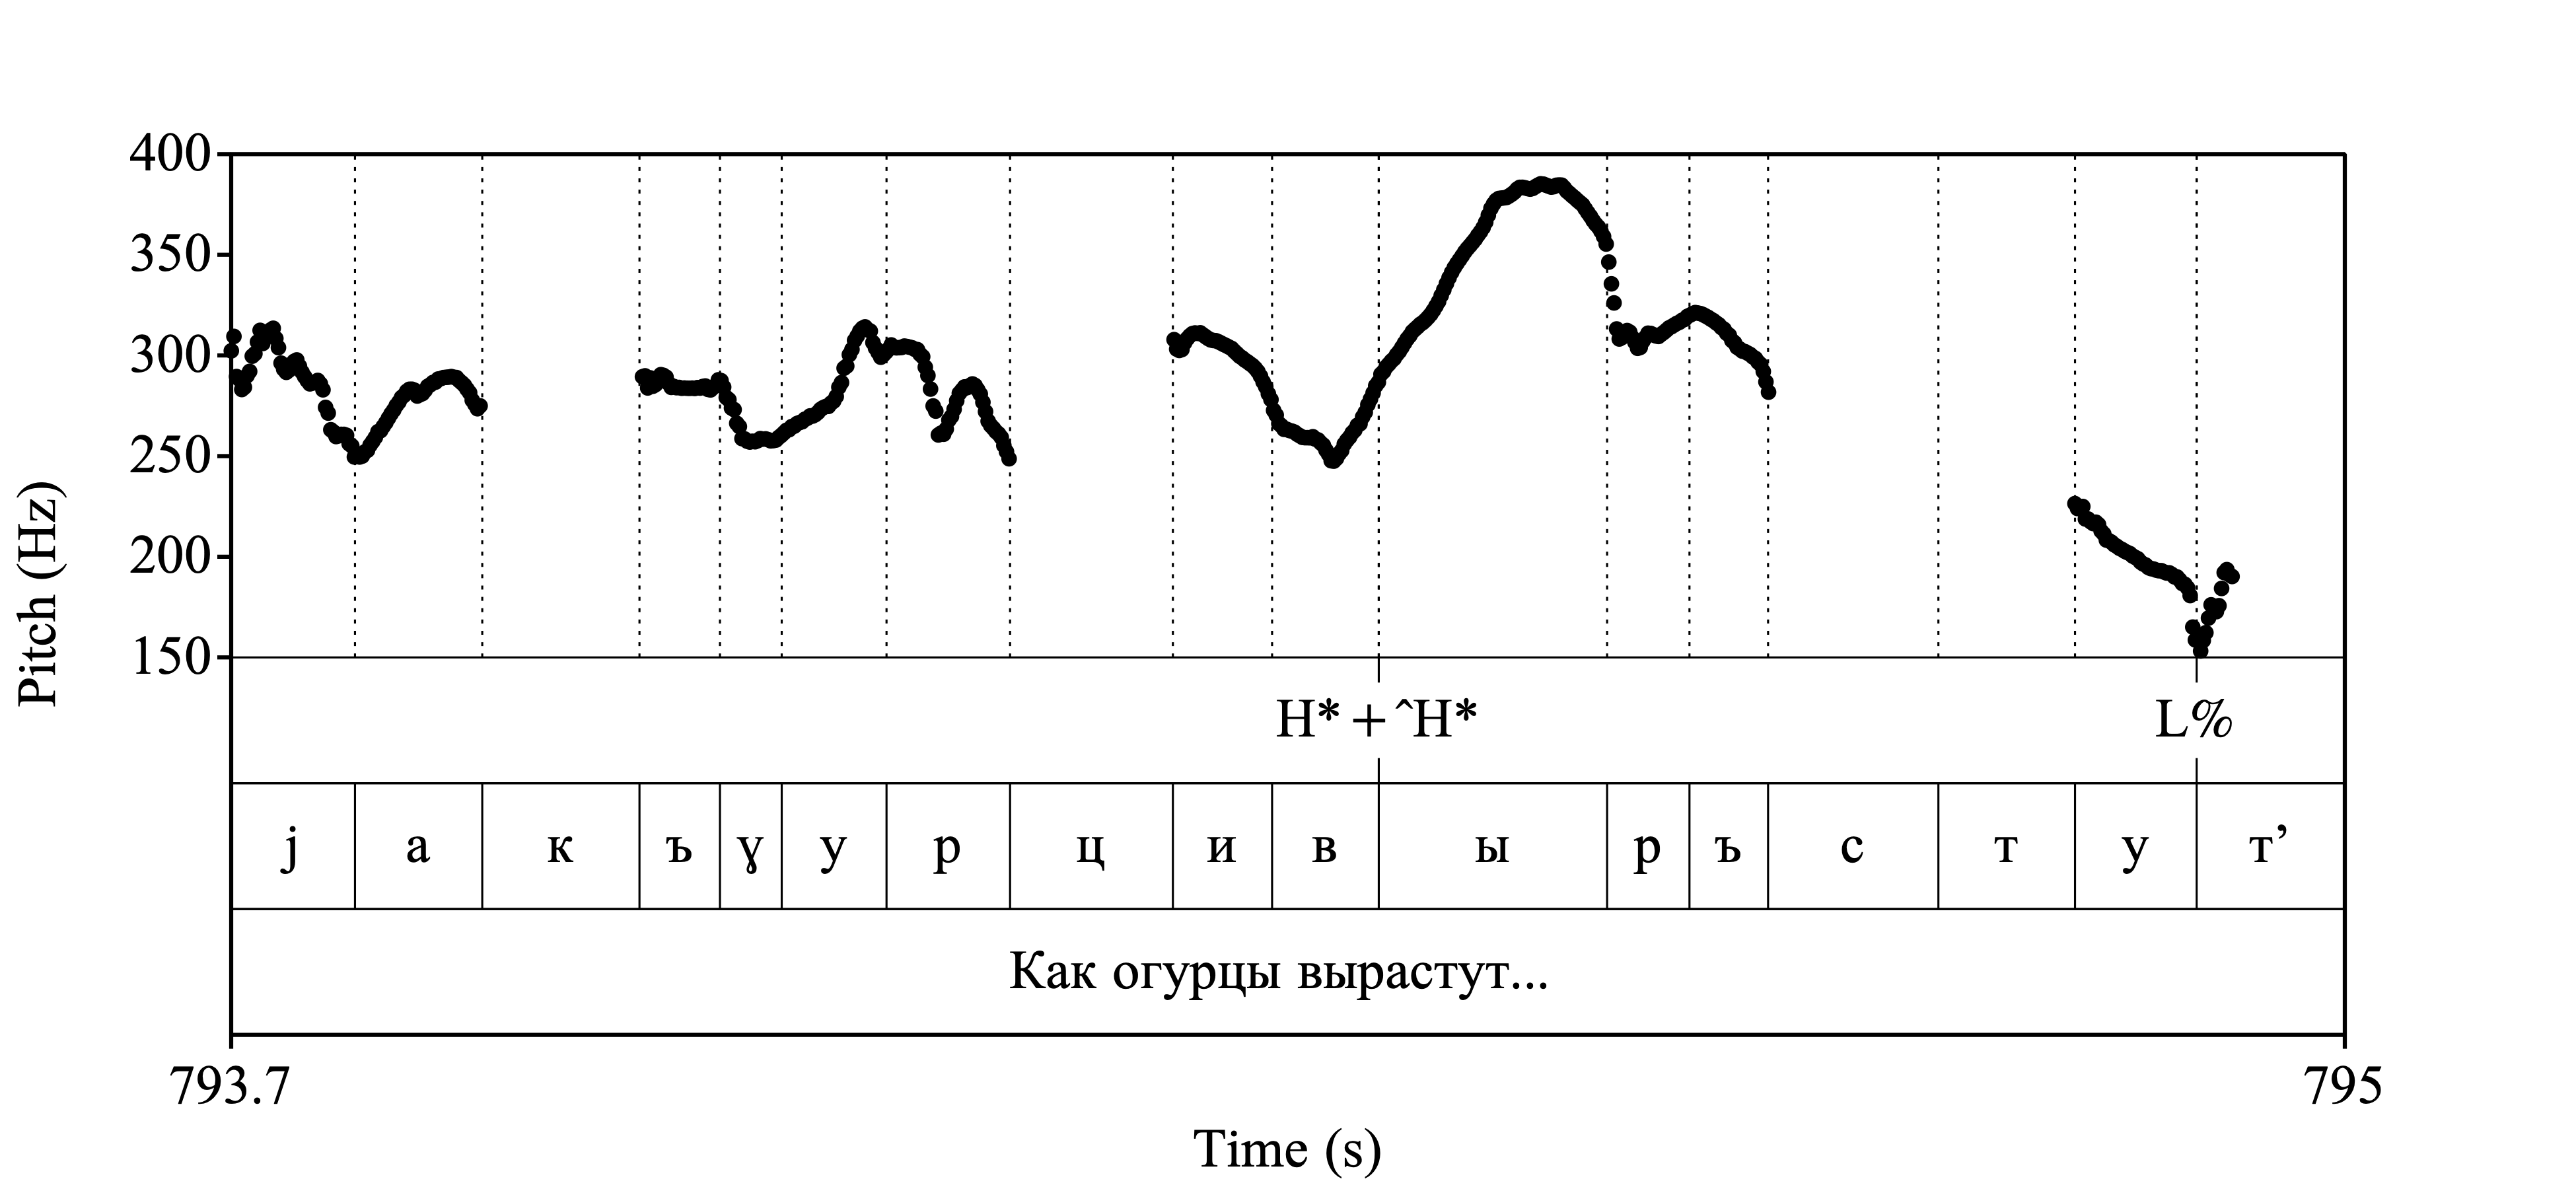 400
350
300
250
200
150
Pitch (Hz)
H* + ˆH* L%
j а к ъ ɣ у р ц и в ы р ъ с т у т’
Как огурцы вырастут...
793.7 795
Time (s)